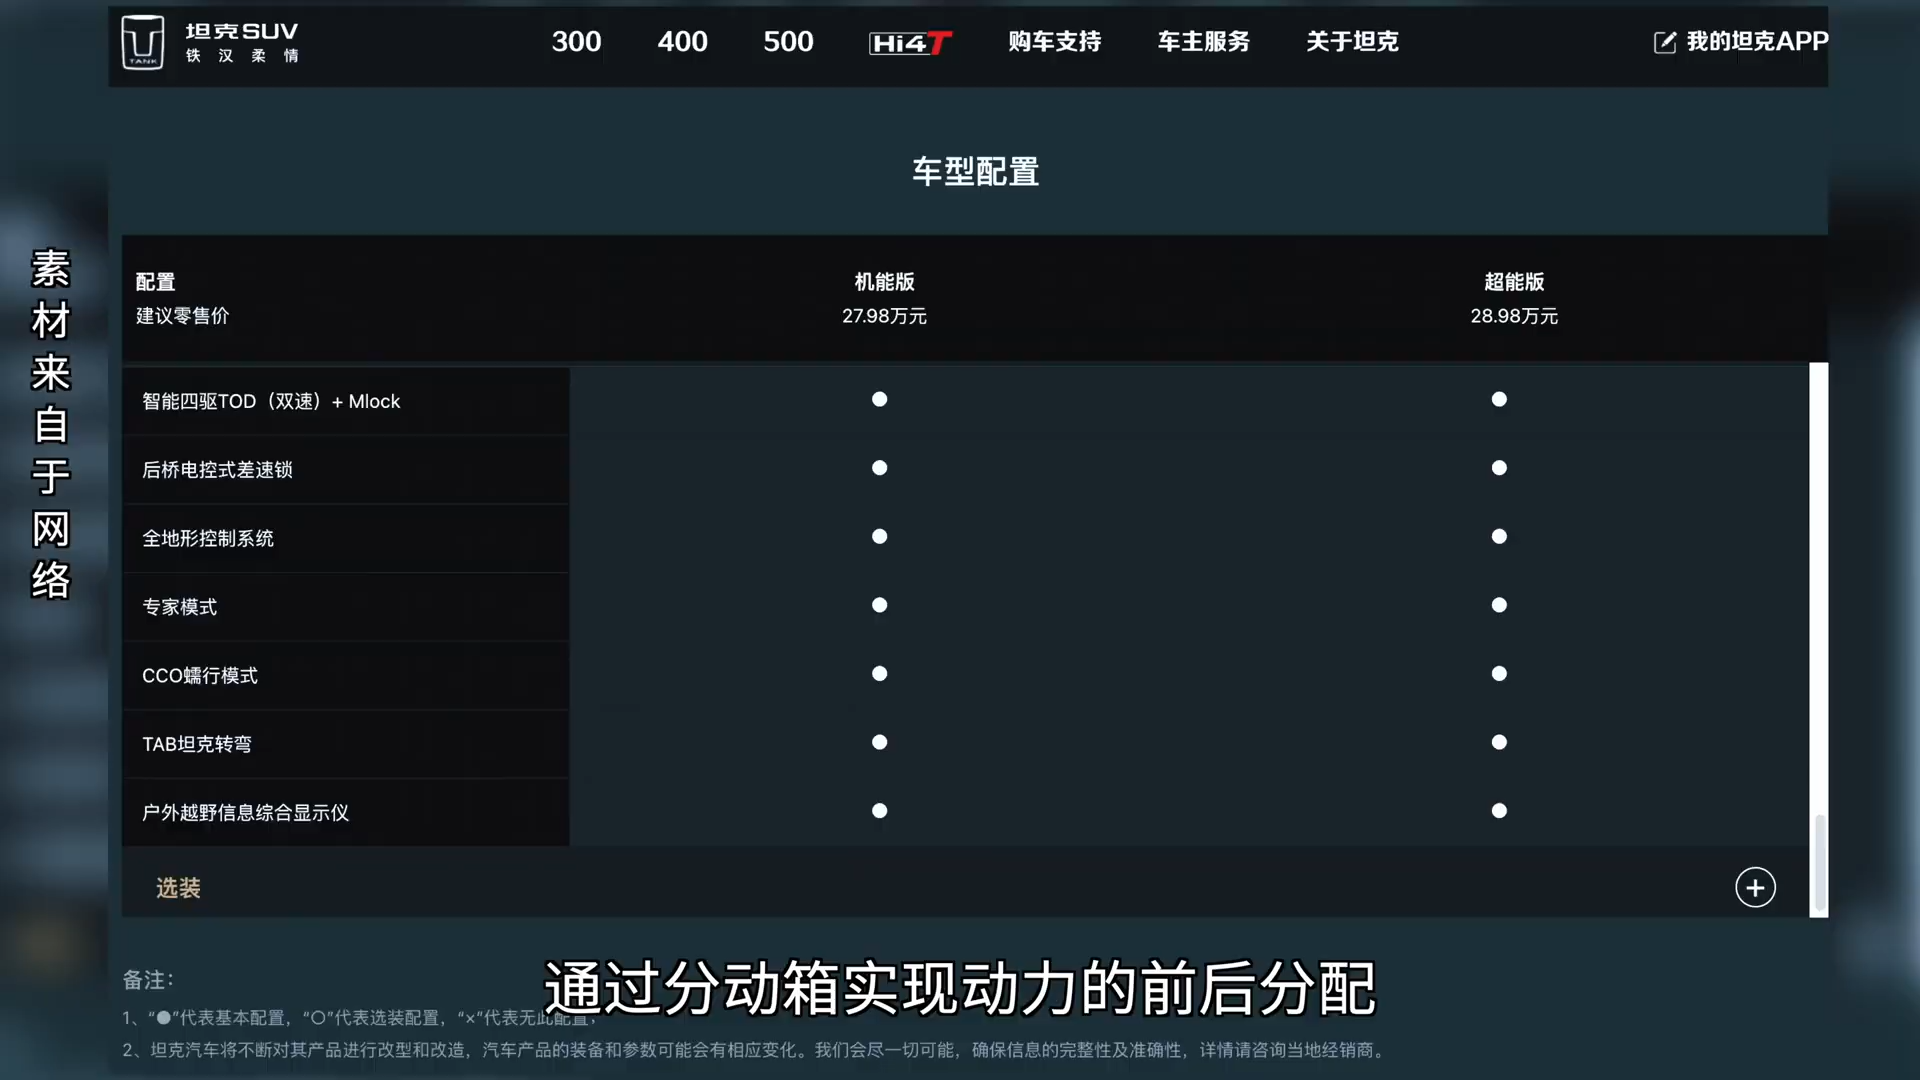 坦克SUV
铁汉柔情
TANK
300
400
500
Hi4T
购车支持
车主服务
关于坦克
我的坦克APP
车型配置
素材来自于网络
配置
机能版
超能版
建议零售价
27.98万元
28.98万元
智能四驱TOD（双速）+ Mlock
后桥电控式差速锁
全地形控制系统
专家模式
CCO蠕行模式
TAB坦克转弯
户外越野信息综合显示仪
选装
通过分动箱实现动力的前后分配
备注：
1、“●”代表基本配置，“○”代表选装配置，“×”代表无此配置；
2、坦克汽车将不断对其产品进行改型和改造，汽车产品的装备和参数可能会有相应变化。我们会尽一切可能，确保信息的完整性及准确性，详情请咨询当地经销商。